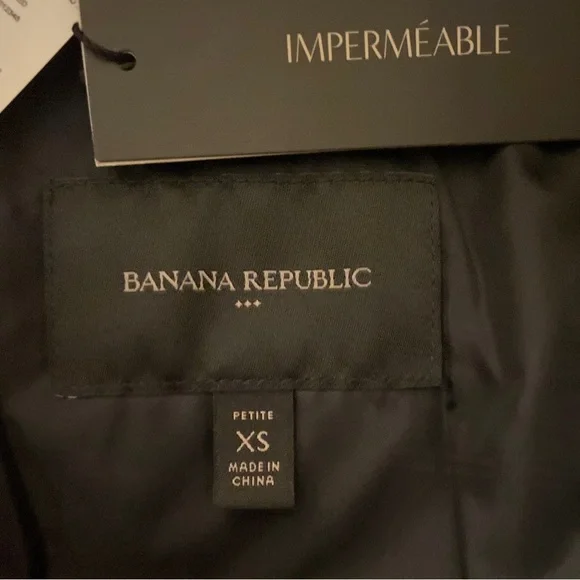 IMPERMÉABLE
BANANA REPUBLIC
PETITE
XS
MADE IN
CHINA